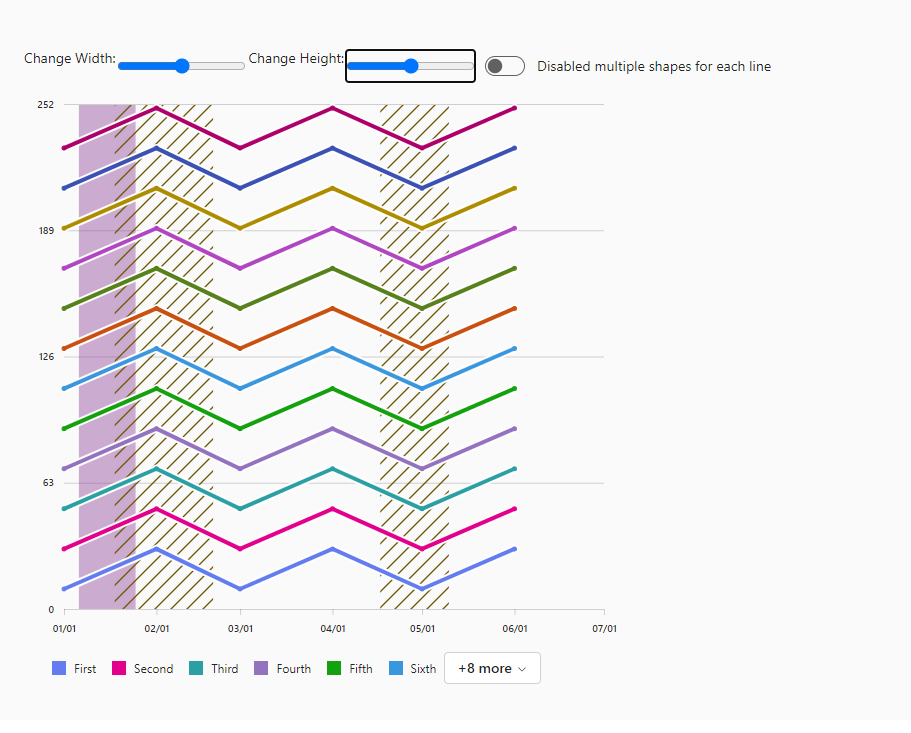 Change Width: Change Height: Disabled multiple shapes for each line
252
189
126
63
0
01/01 02/01 03/01 04/01 05/01 06/01 07/01
First Second Third Fourth Fifth Sixth +8 more